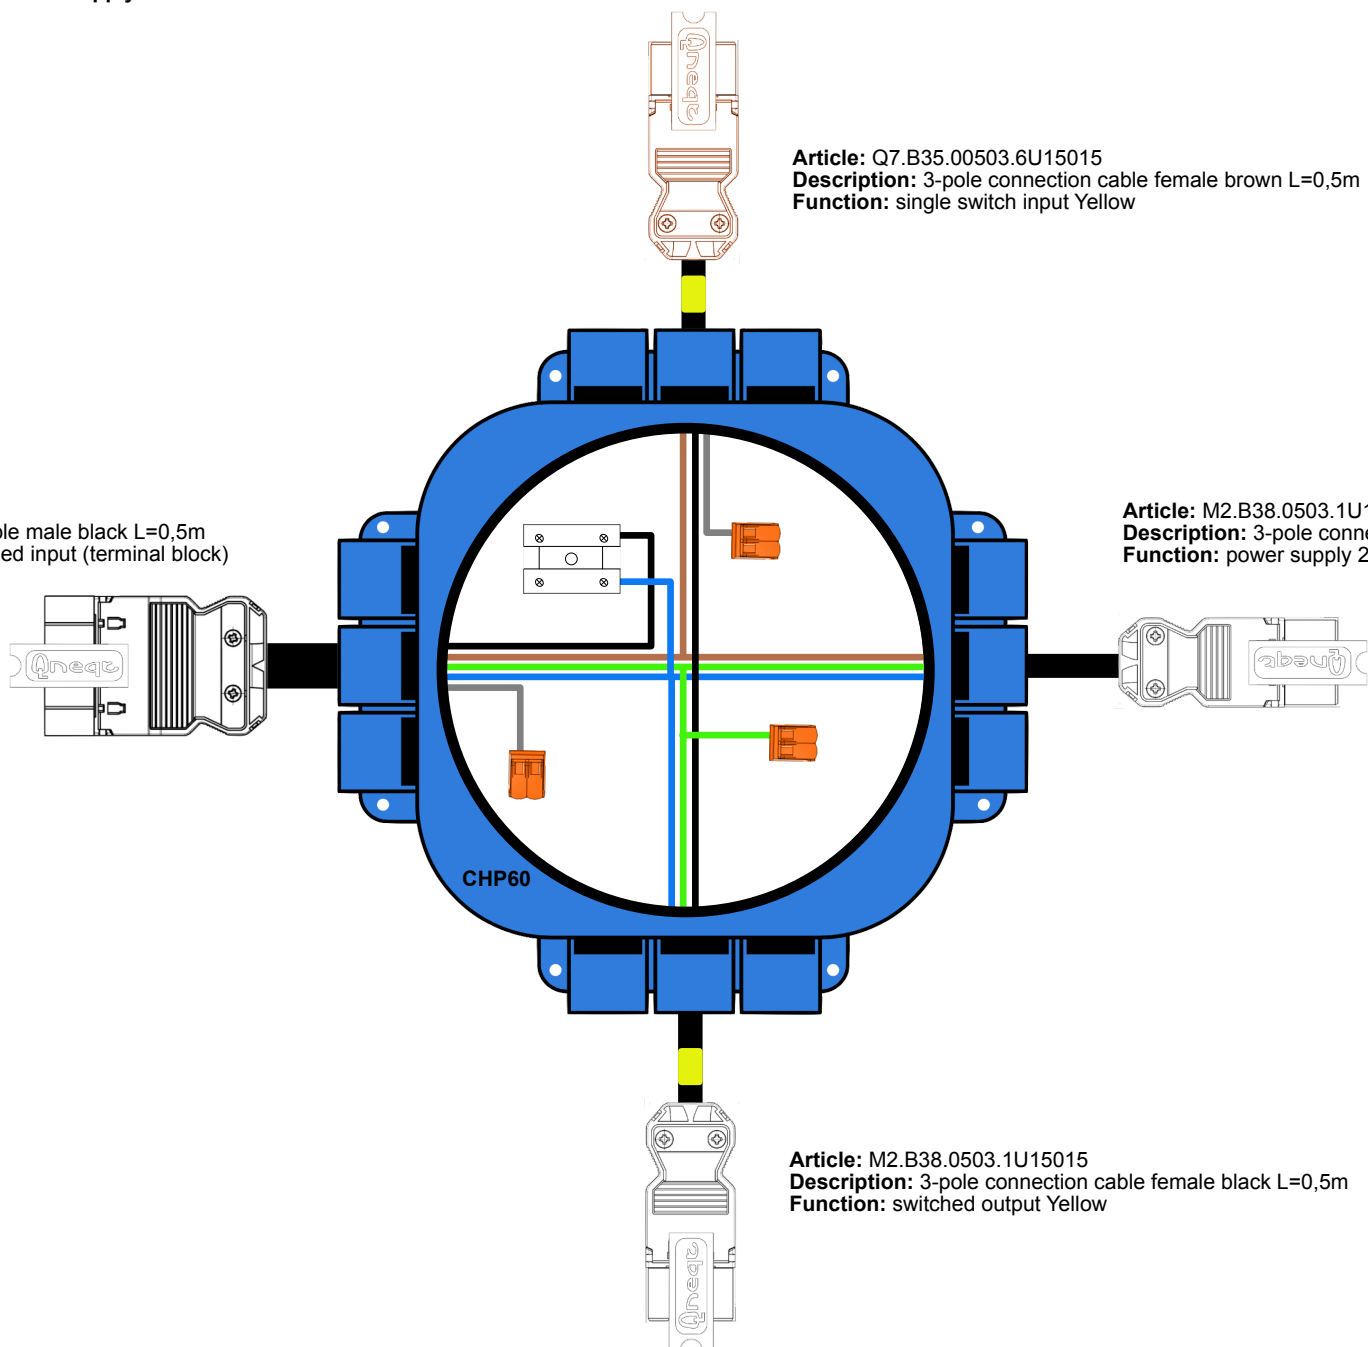 Article: Q7.B35.00503.6U15015
Description: 3-pole connection cable female brown L=0,5m
Function: single switch input Yellow
ole male black L=0,5m
ed input (terminal block)
Article: M2.B38.0503.1U1
Description: 3-pole conne
Function: power supply 2
CHP60
Article: M2.B38.0503.1U15015
Description: 3-pole connection cable female black L=0,5m
Function: switched output Yellow